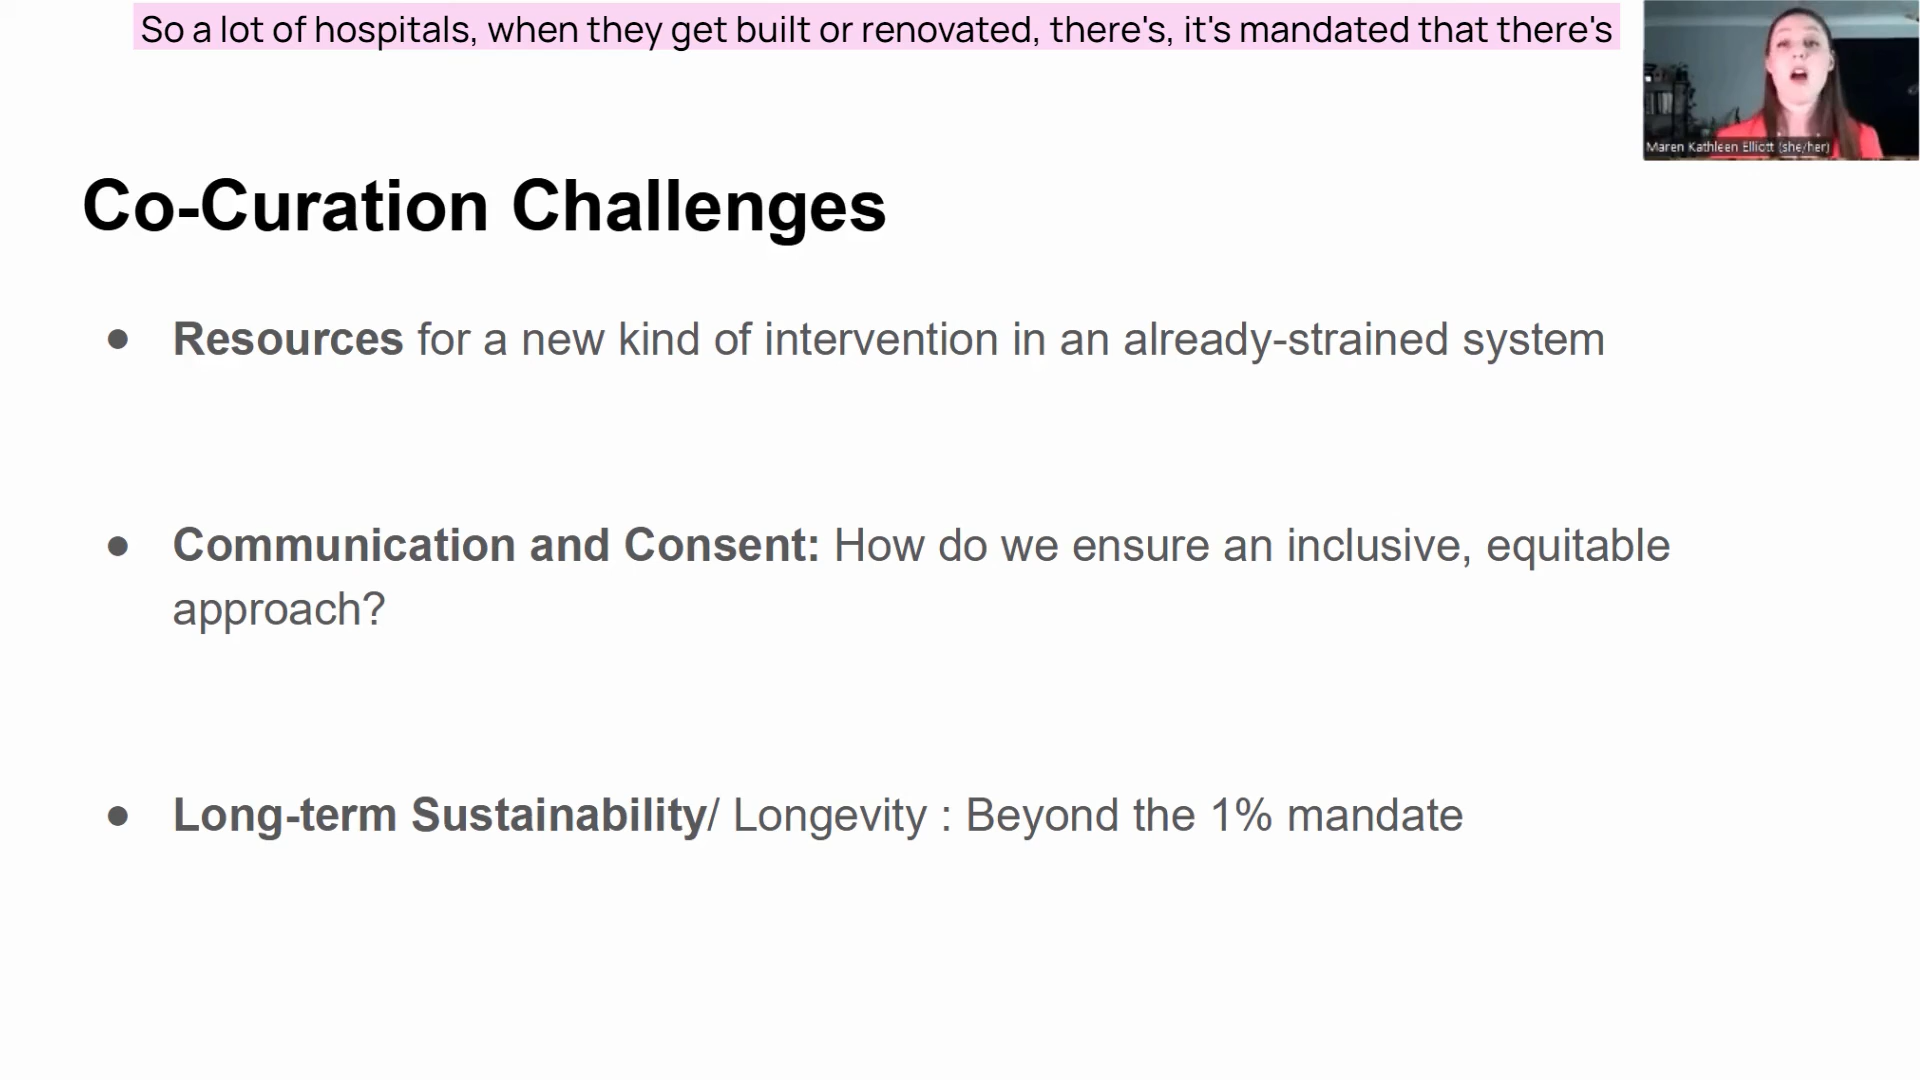 So a lot of hospitals, when they get built or renovated, there's, it's mandated that there's
Maren Kathleen Elliott (she/her)
Co-Curation Challenges
● Resources for a new kind of intervention in an already-strained system
● Communication and Consent: How do we ensure an inclusive, equitable
approach?
● Long-term Sustainability/ Longevity : Beyond the 1% mandate